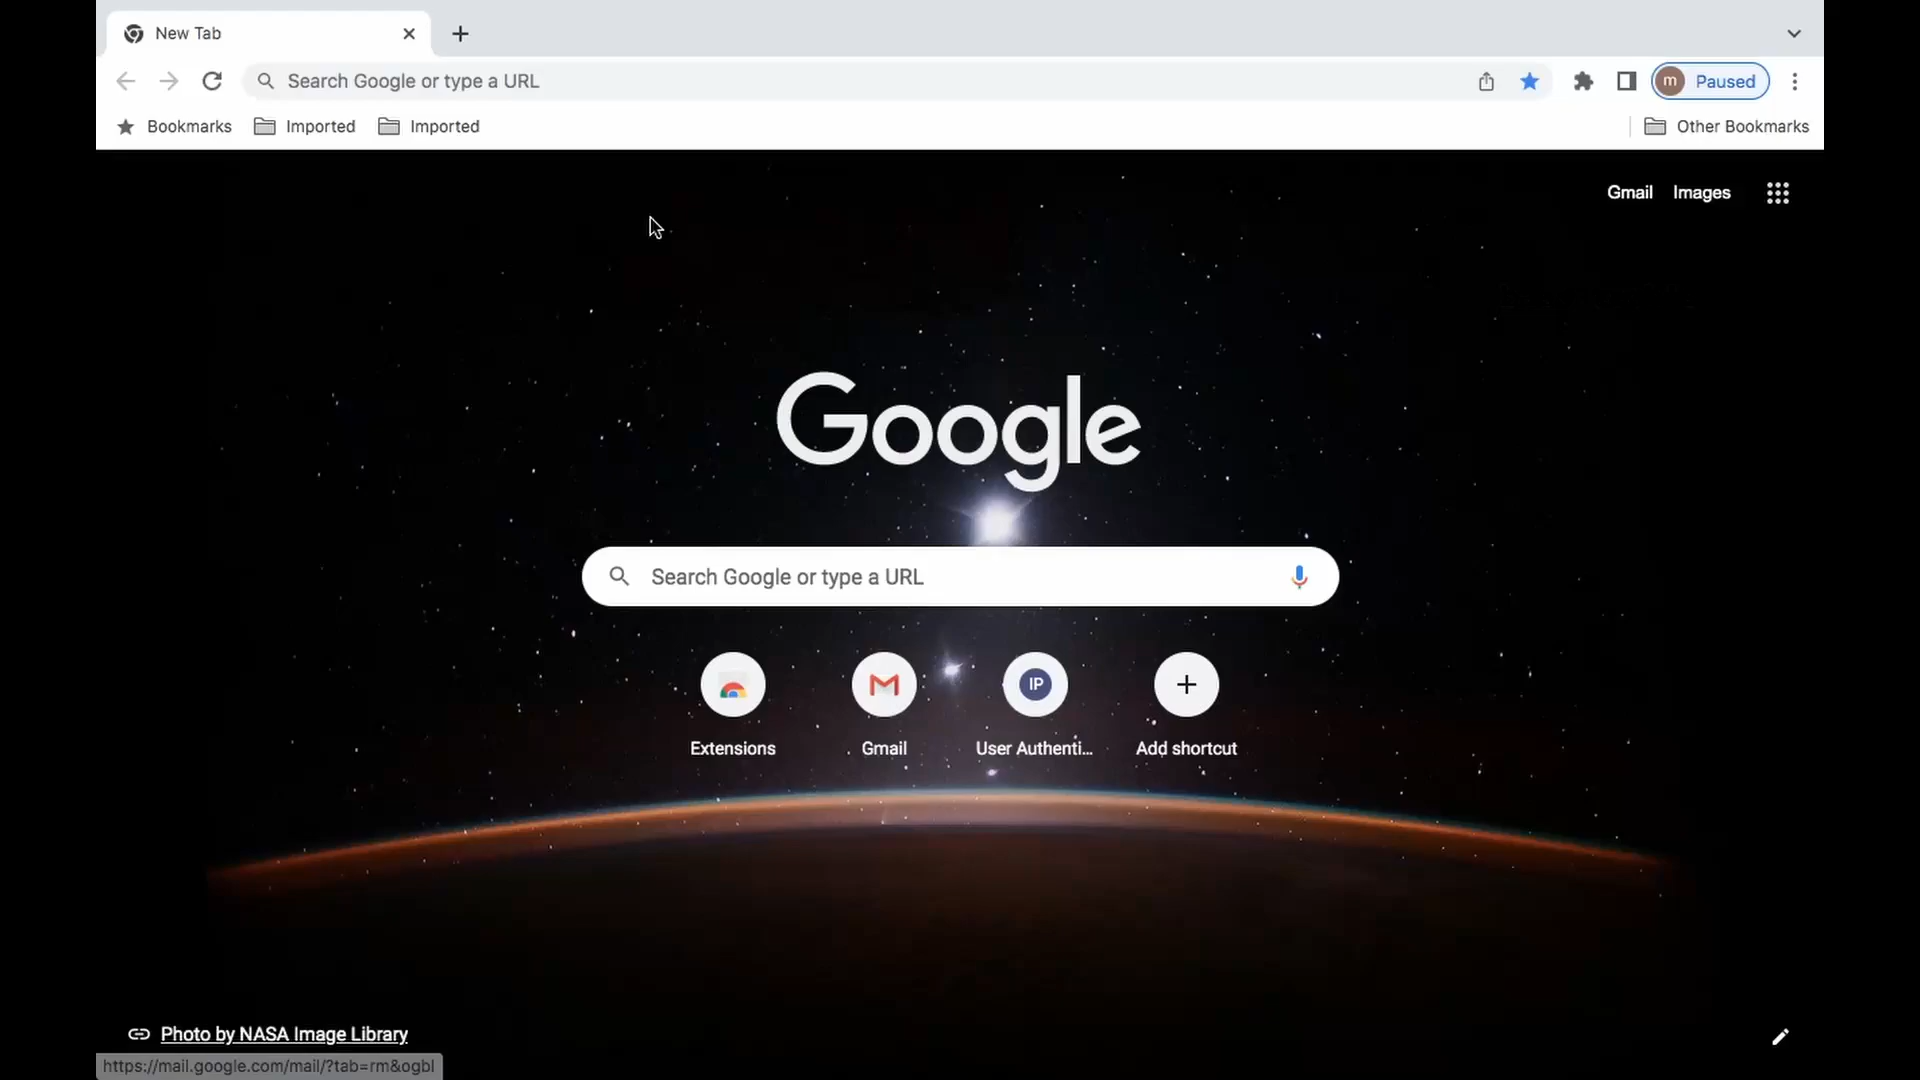 New Tab
Search Google or type a URL
m Paused
Bookmarks Imported Imported Other Bookmarks
Gmail Images
Google
Search Google or type a URL
IP
Extensions Gmail User Authenti... Add shortcut
Photo by NASA Image Library
https://mail.google.com/mail/?tab=rm&ogbl